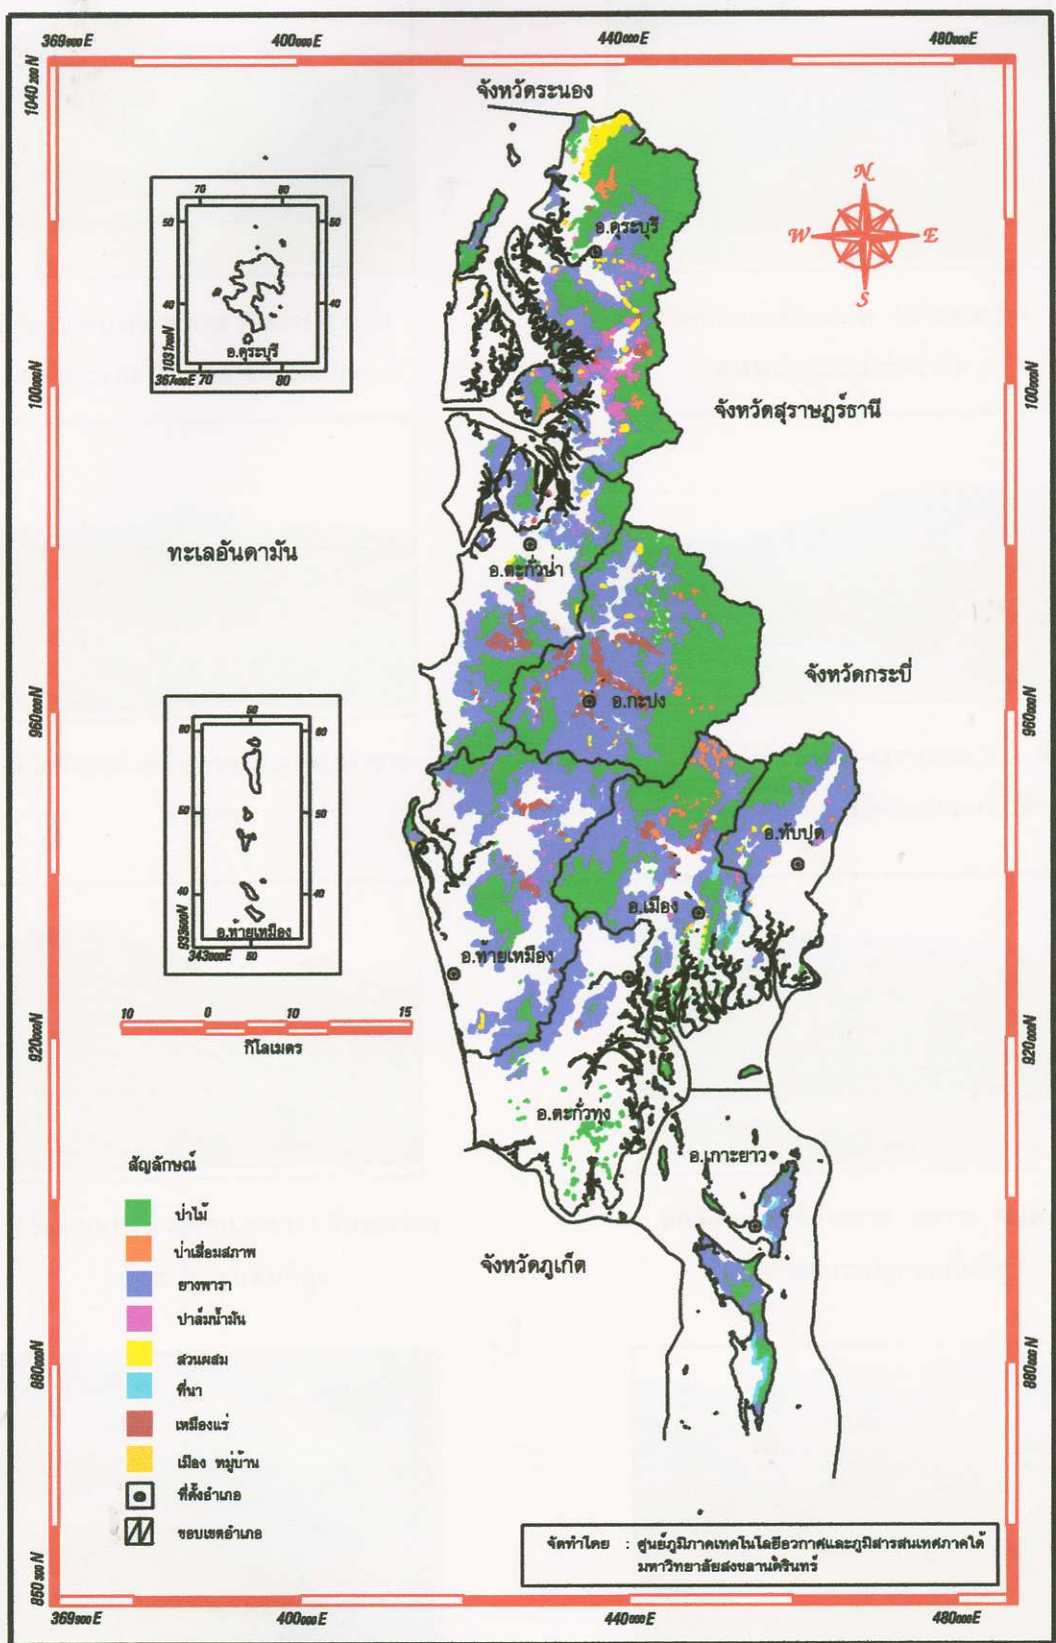 369900E 400000E 440000E 480000E
1040200N
จังหวัดระนอง
N
W E
S
70 80
50 50
40 40
อ.คุระบุรี
1031700N
367400E 70 80
อ.คุระบุรี
100000N 100000N
จังหวัดสุราษฎร์ธานี
ทะเลอันดามัน
อ.ตะกั่วป่า
จังหวัดกระบี่
อ.กะปง
960000N 960000N
50
60 60
50 50
40 40
อ.ท้ายเหมือง
933600N
343000E 50
อ.ทับปุด
อ.เมือง
อ.ท้ายเหมือง
10 0 10 15
กิโลเมตร
920000N 920000N
อ.ตะกั่วทุ่ง
อ.เกาะยาว
จังหวัดภูเก็ต
สัญลักษณ์
ป่าไม้
ป่าเสื่อมสภาพ
ยางพารา
ปาล์มน้ำมัน
สวนผสม
ที่นา
เหมืองแร่
เมือง หมู่บ้าน
ที่ตั้งอำเภอ
ขอบเขตอำเภอ
880000N 880000N
จัดทำโดย : ศูนย์ภูมิภาคเทคโนโลยีอวกาศและภูมิสารสนเทศภาคใต้
มหาวิทยาลัยสงขลานครินทร์
850300N
369900E 400000E 440000E 480000E